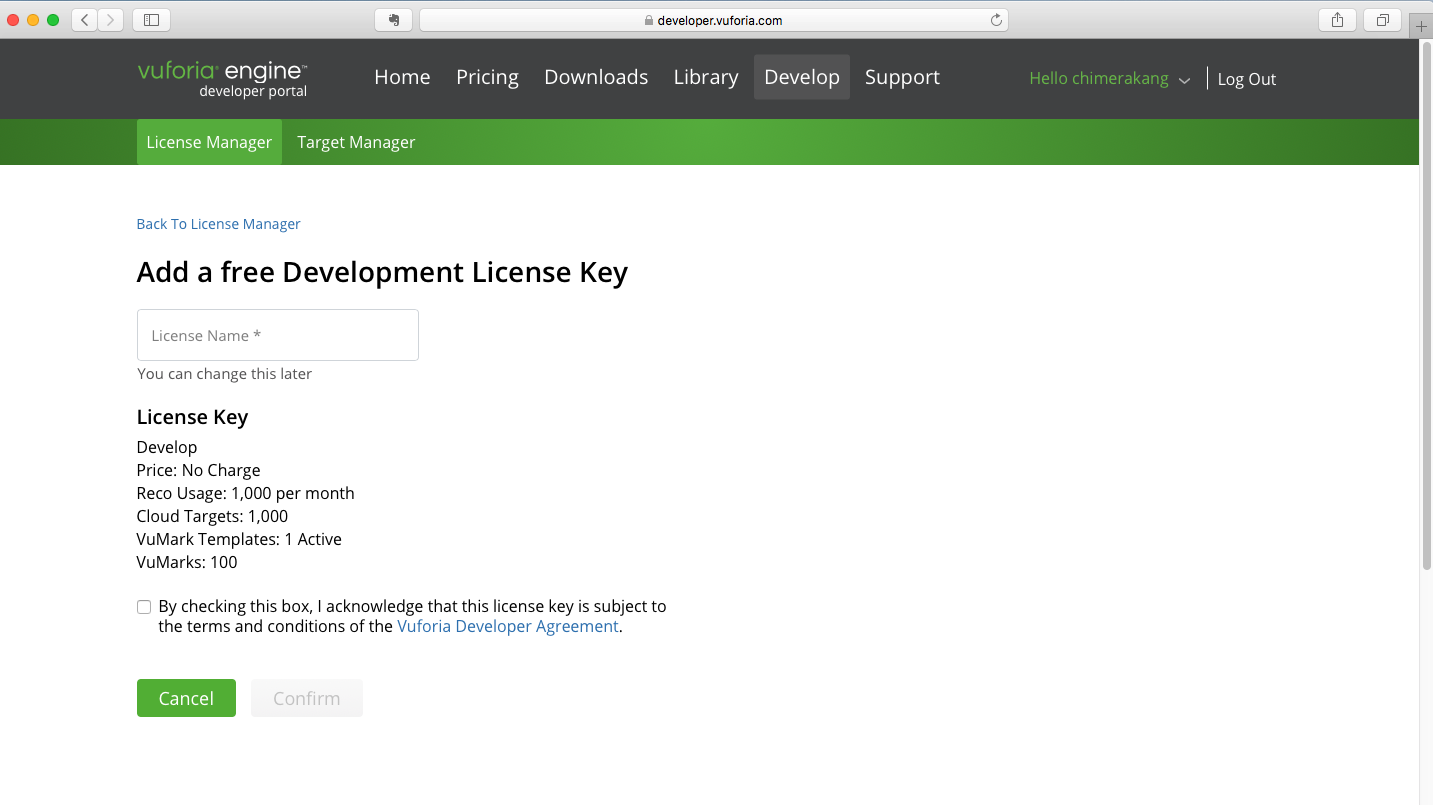 developer.vuforia.com
vuforia® engine™
developer portal
Home Pricing Downloads Library Develop Support
Hello chimerakang
Log Out
License Manager Target Manager
Back To License Manager
Add a free Development License Key
License Name *
You can change this later
License Key
Develop
Price: No Charge
Reco Usage: 1,000 per month
Cloud Targets: 1,000
VuMark Templates: 1 Active
VuMarks: 100
By checking this box, I acknowledge that this license key is subject to
the terms and conditions of the Vuforia Developer Agreement.
Cancel Confirm